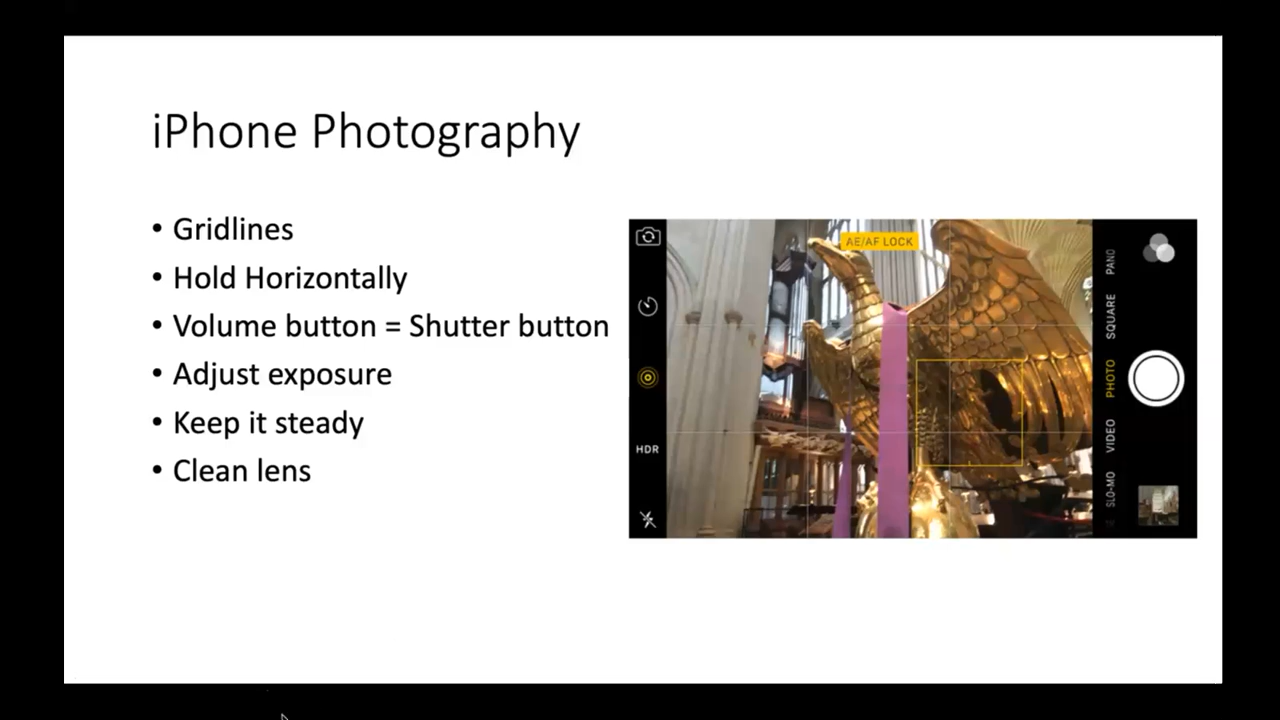 iPhone Photography
• Gridlines
• Hold Horizontally
• Volume button = Shutter button
• Adjust exposure
• Keep it steady
• Clean lens
AE/AF LOCK
HDR
PANO
SQUARE
PHOTO
VIDEO
SLO-MO